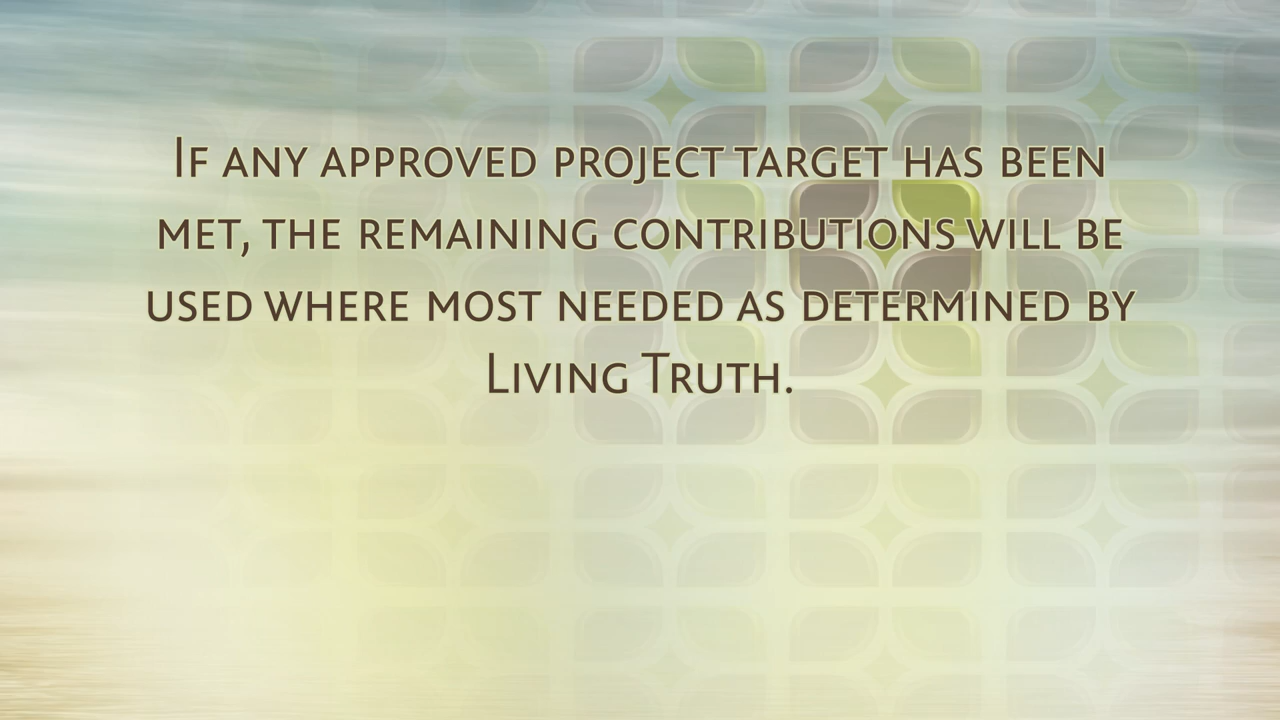 If any approved project target has been
met, the remaining contributions will be
used where most needed as determined by
Living Truth.